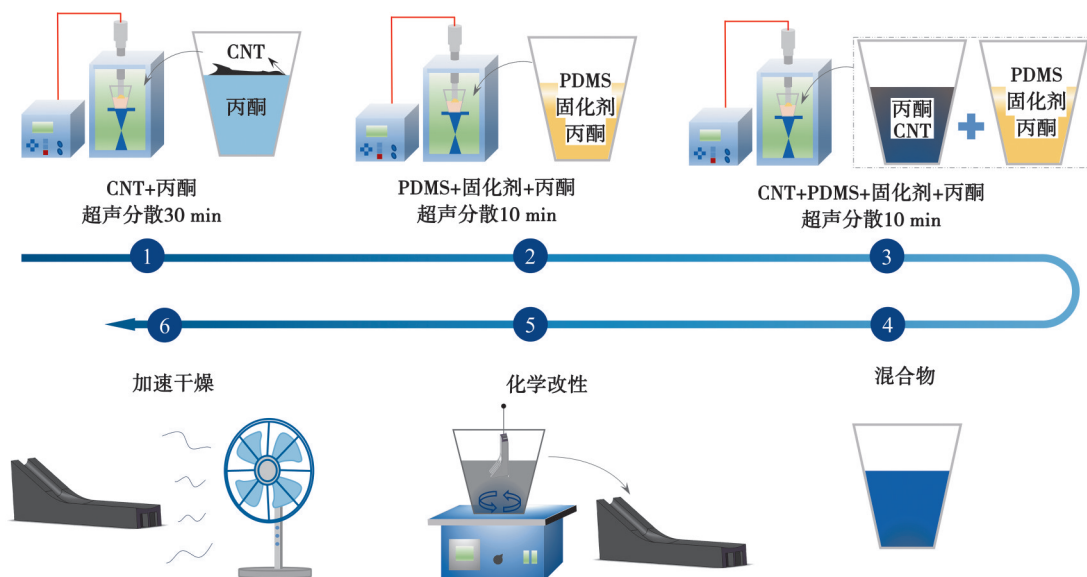 CNT
丙酮
PDMS
固化剂
丙酮
丙酮
CNT
PDMS
固化剂
丙酮
CNT+丙酮
超声分散30 min
PDMS+固化剂+丙酮
超声分散10 min
CNT+PDMS+固化剂+丙酮
超声分散10 min
1
2
3
6
5
4
加速干燥
化学改性
混合物